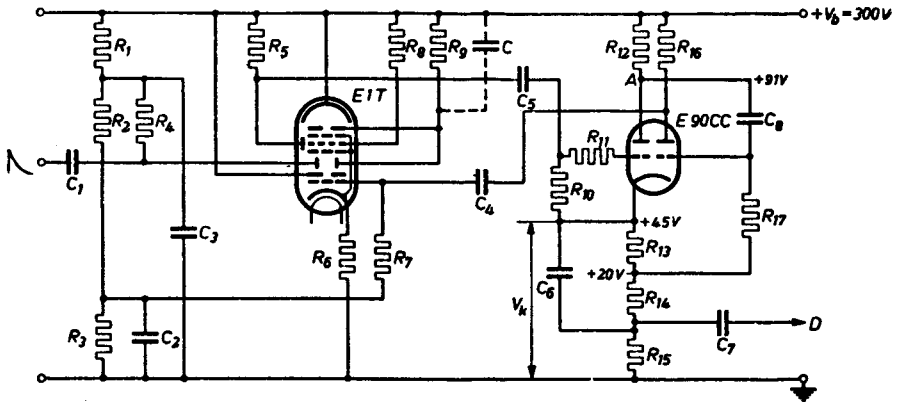 +Vb=300V
R1
R5
R8
R9
C
R12
R16
A
+91V
E1T
C5
E90CC
C8
R2
R4
R11
C1
C4
R10
R17
C3
+45V
R6
R7
R13
C6
+20V
Vk
R14
R3
C2
C7
D
R15